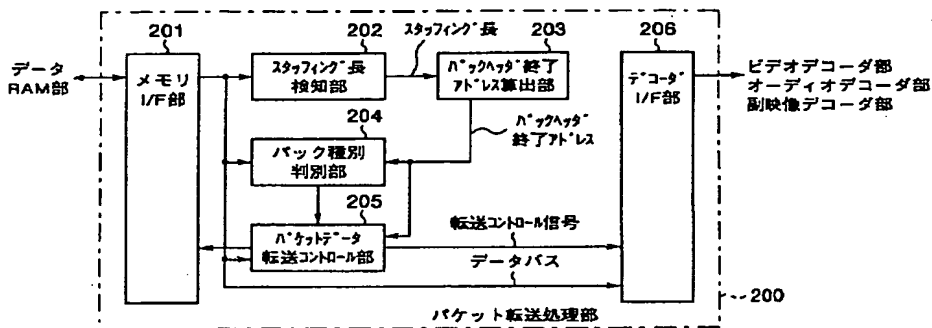 201
202
スタッフィング長
203
206
データ
RAM部
メモリ
I/F部
スタッフィング長
検知部
パックヘッダ終了
アドレス算出部
デコーダ
I/F部
ビデオデコーダ部
オーディオデコーダ部
副映像デコーダ部
204
パックヘッダ
終了アドレス
パック種別
判別部
205
パケットデータ
転送コントロール部
転送コントロール信号
データバス
200
パケット転送処理部